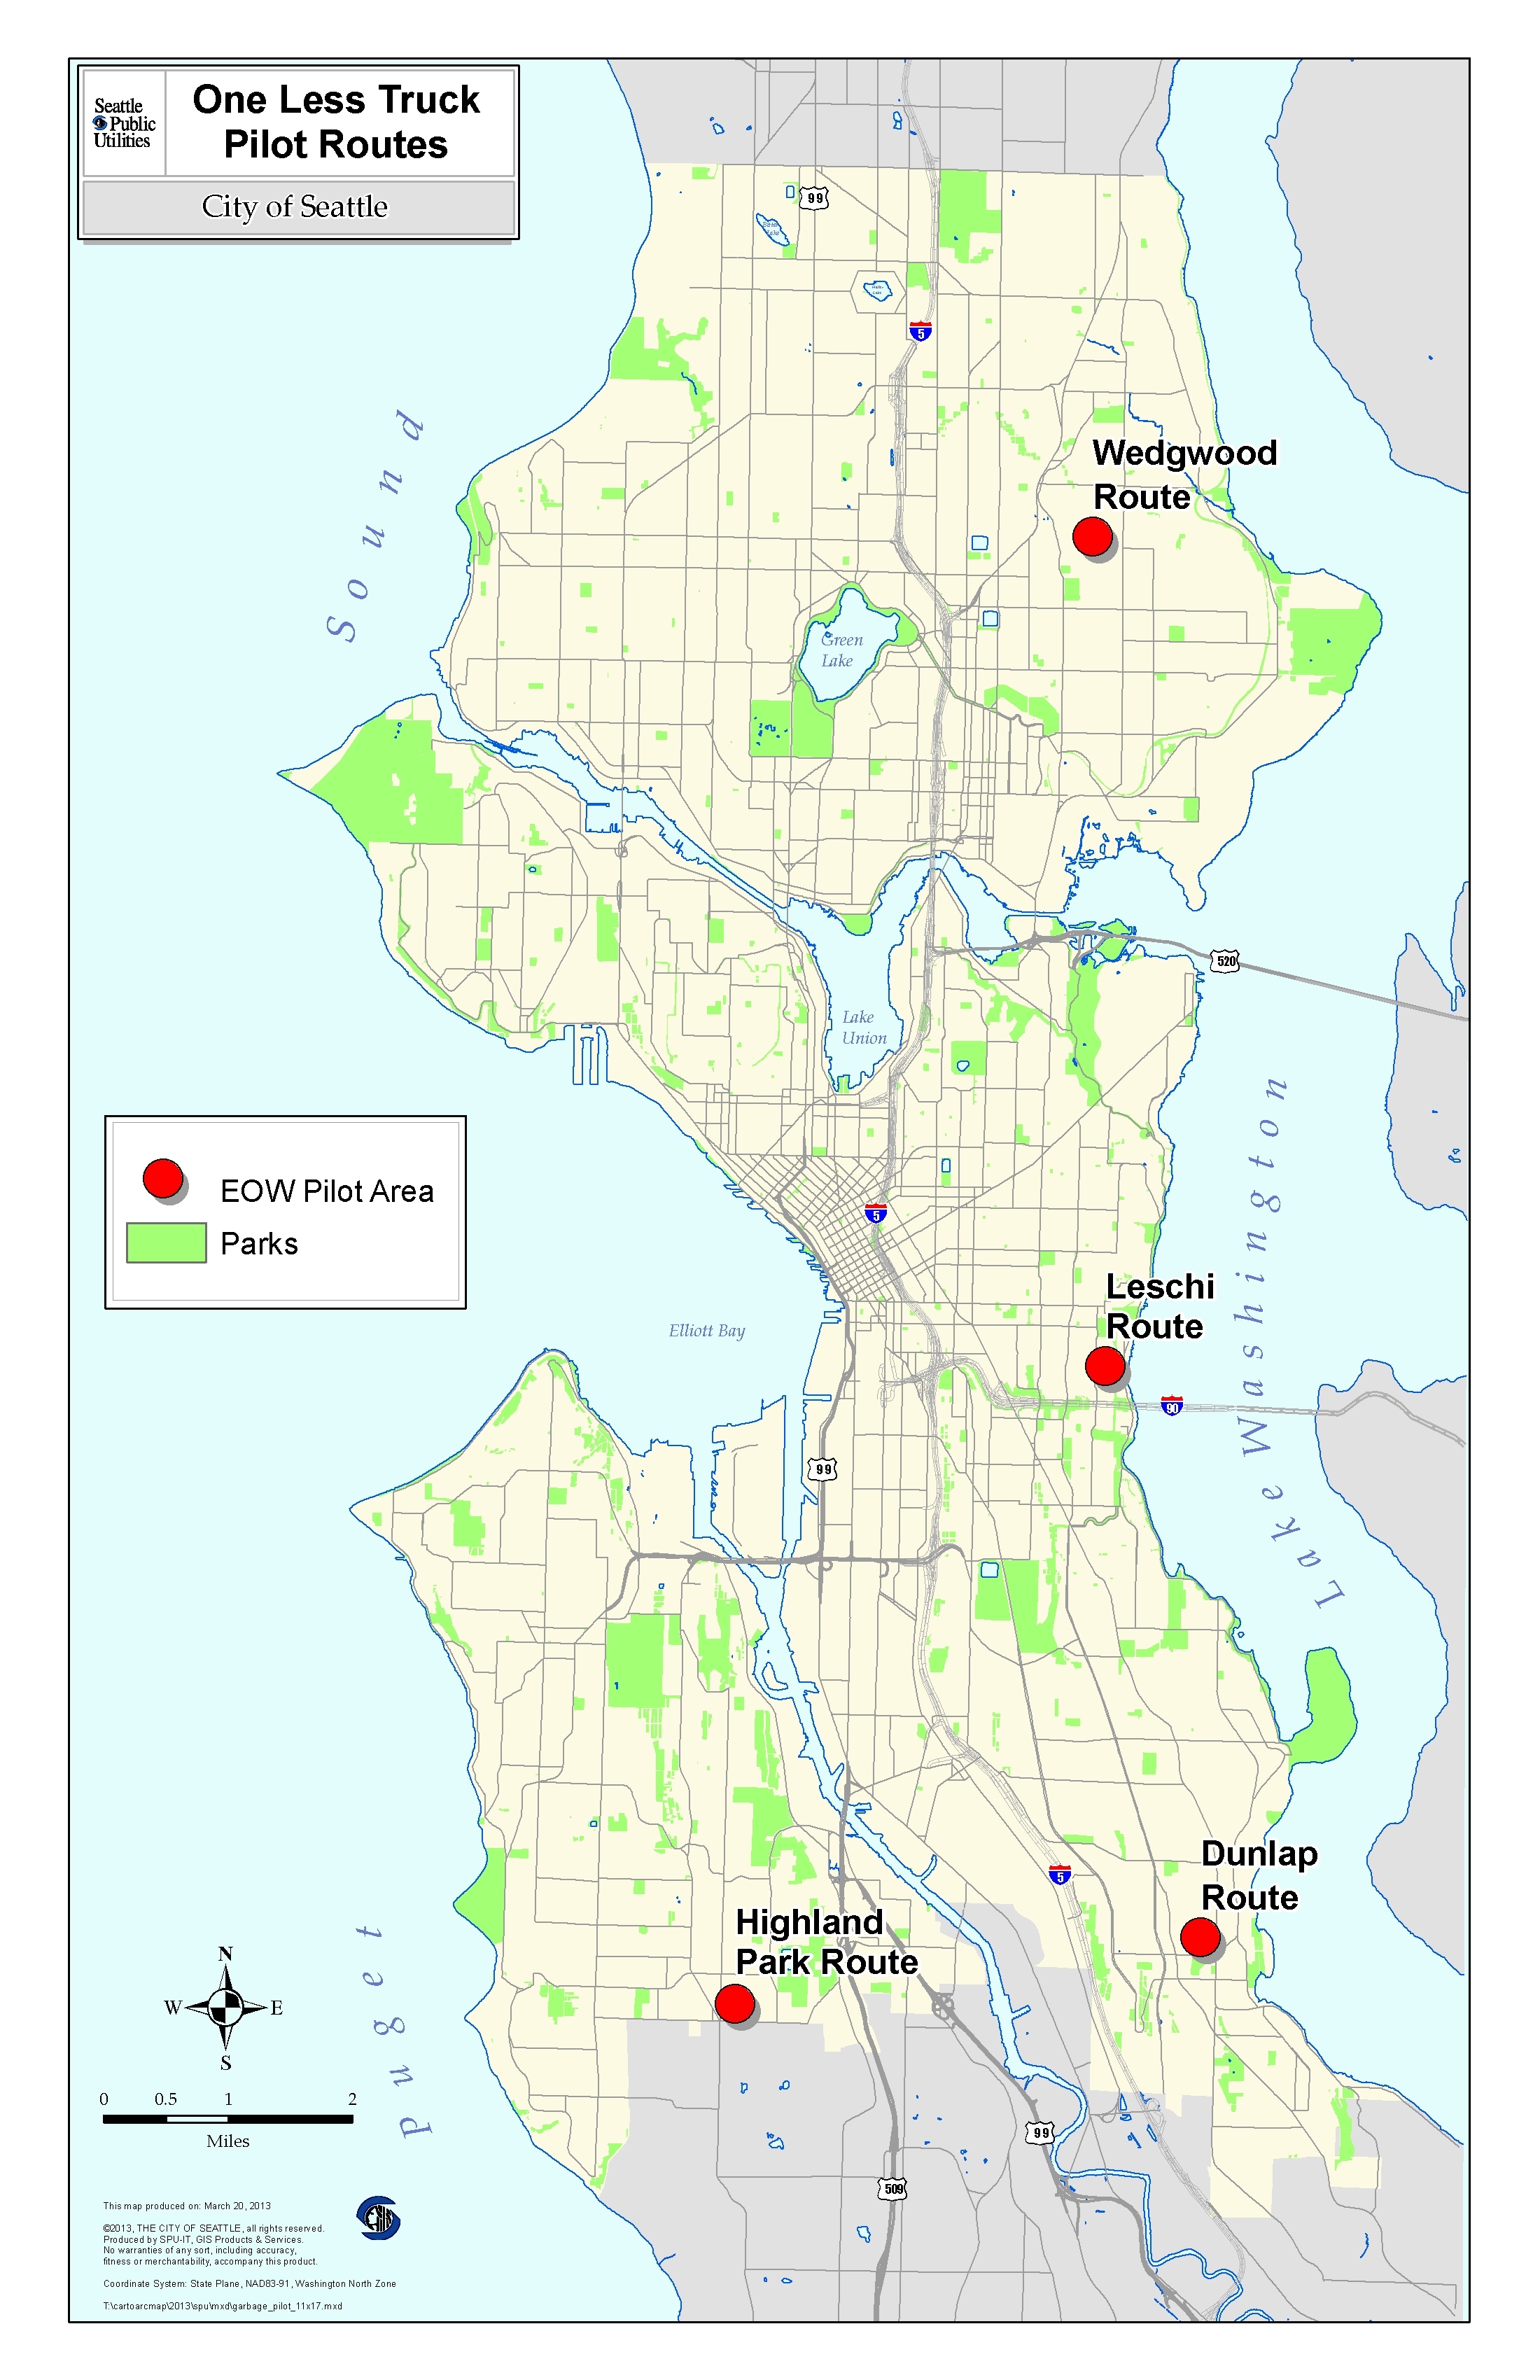 Seattle
Public
Utilities
One Less Truck
Pilot Routes
City of Seattle
99
5
Sound
Wedgwood
Route
Green
Lake
520
Lake
Union
EOW Pilot Area
Parks
5
Lake Washington
Leschi
Route
Elliott Bay
90
99
Dunlap
Route
5
Highland
Park Route
Puget
N
W
E
S
0 0.5 1 2
Miles
99
509
This map produced on: March 20, 2013
©2013, THE CITY OF SEATTLE, all rights reserved.
Produced by SPU-IT, GIS Products & Services.
No warranties of any sort, including accuracy,
fitness or merchantability, accompany this product.
Coordinate System: State Plane, NAD83-91, Washington North Zone
T:\cartoarcmap\2013\spu\mxd\garbage_pilot_11x17.mxd